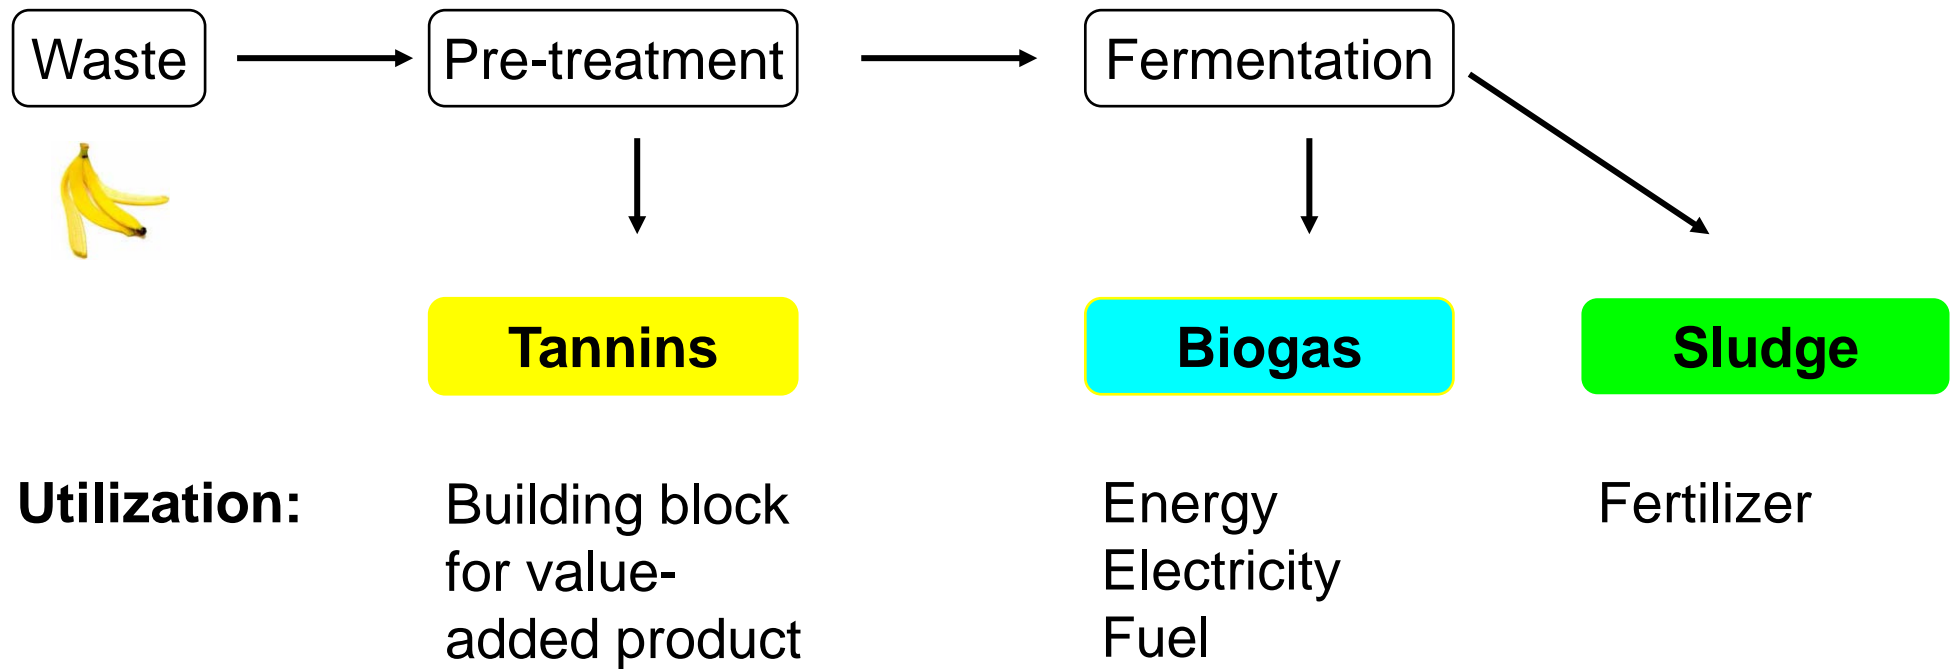 Waste
Pre-treatment
Fermentation
Tannins
Biogas
Sludge
Utilization:
Building block
for value-
added product
Energy
Electricity
Fuel
Fertilizer